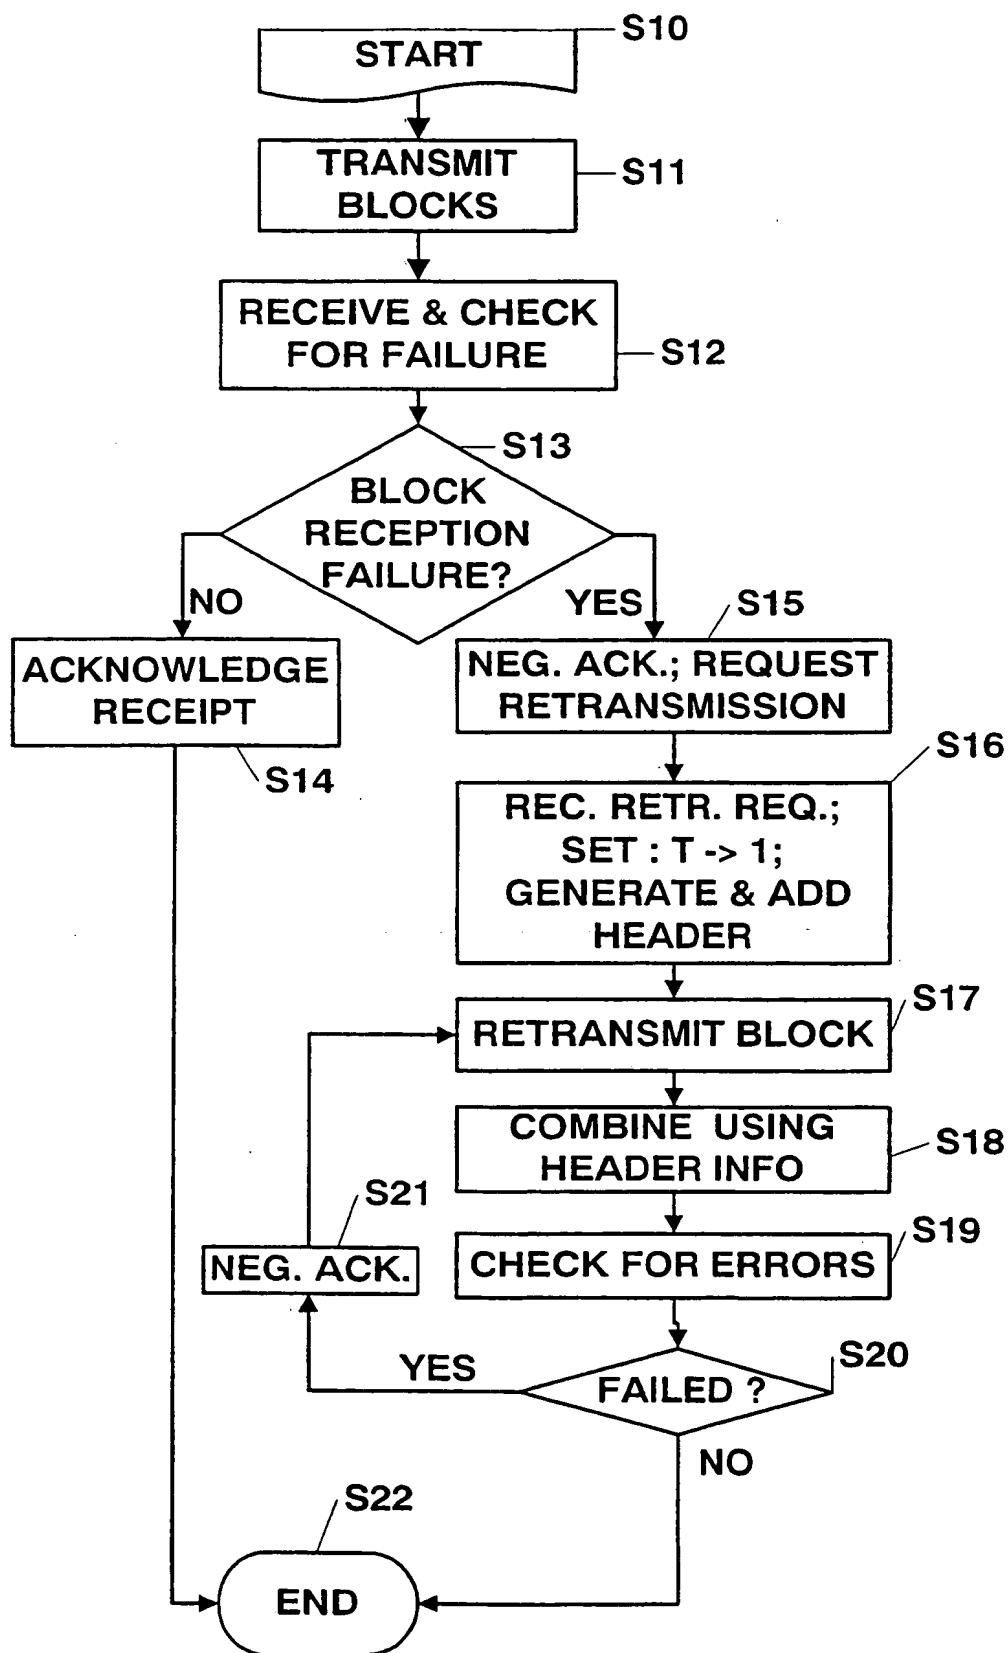 START
S10
TRANSMIT
BLOCKS
S11
RECEIVE & CHECK
FOR FAILURE
S12
S13
BLOCK
RECEPTION
FAILURE?
NO
YES
S15
ACKNOWLEDGE
RECEIPT
S14
NEG. ACK.; REQUEST
RETRANSMISSION
S16
REC. RETR. REQ.;
SET : T -> 1;
GENERATE & ADD
HEADER
S17
RETRANSMIT BLOCK
COMBINE USING
HEADER INFO
S18
S21
NEG. ACK.
S19
CHECK FOR ERRORS
YES
S20
FAILED ?
NO
S22
END